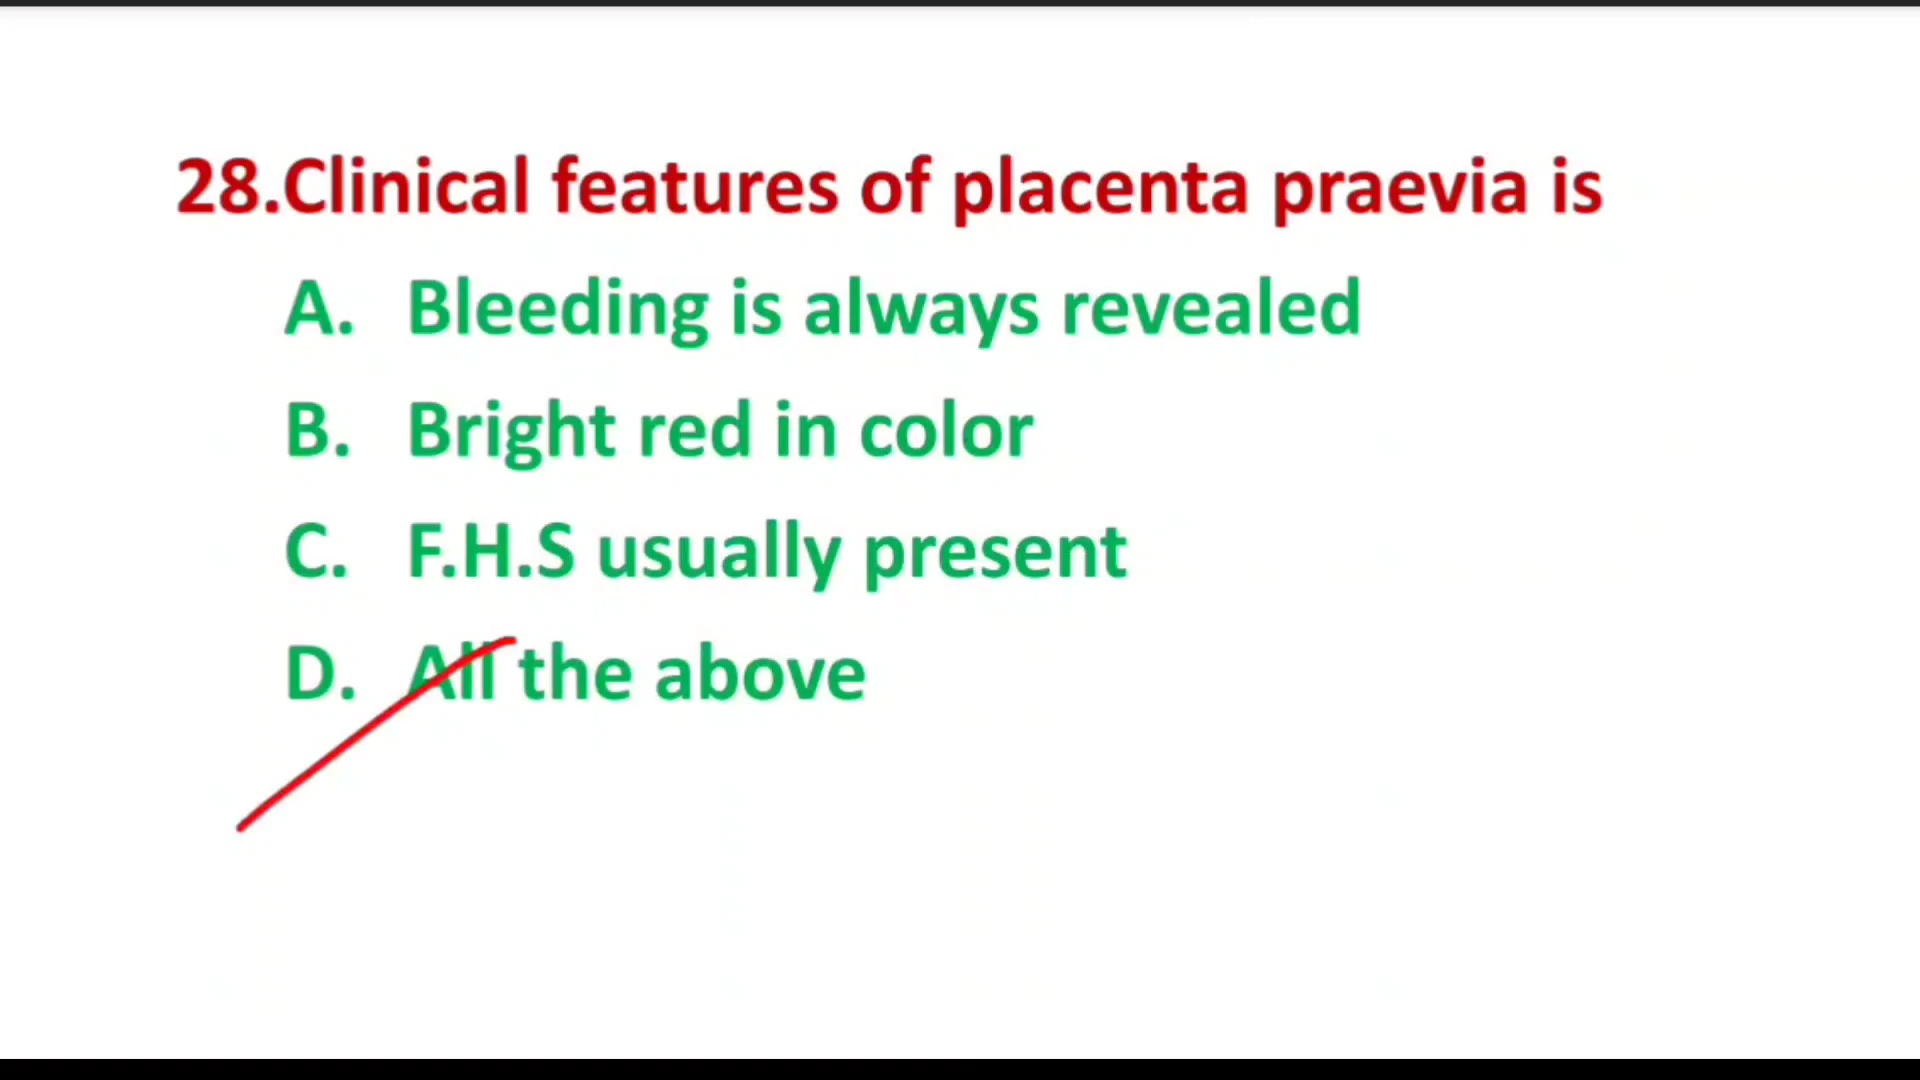 28.Clinical features of placenta praevia is
A. Bleeding is always revealed
B. Bright red in color
C. F.H.S usually present
D. All the above